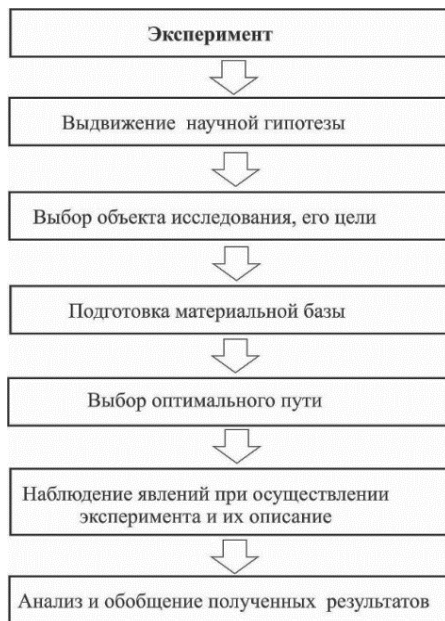 Эксперимент
Выдвижение научной гипотезы
Выбор объекта исследования, его цели
Подготовка материальной базы
Выбор оптимального пути
Наблюдение явлений при осуществлении
эксперимента и их описание
Анализ и обобщение полученных результатов